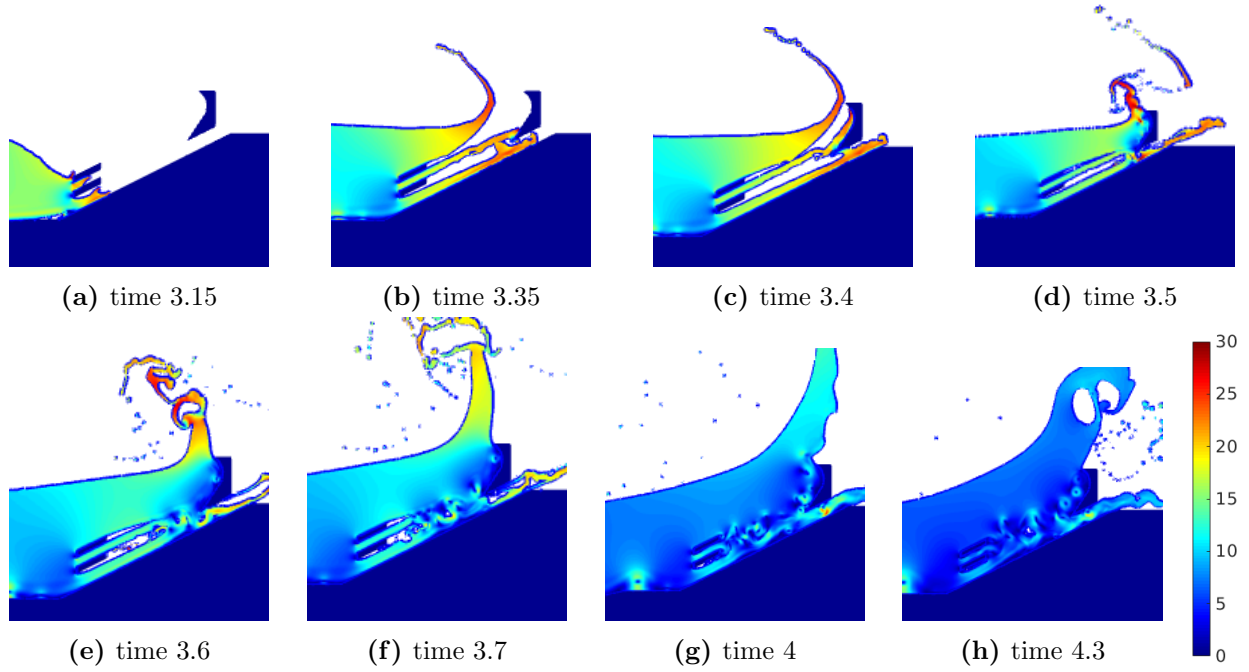 (a) time 3.15
(b) time 3.35
(c) time 3.4
(d) time 3.5
30
25
20
15
10
5
0
(e) time 3.6
(f) time 3.7
(g) time 4
(h) time 4.3